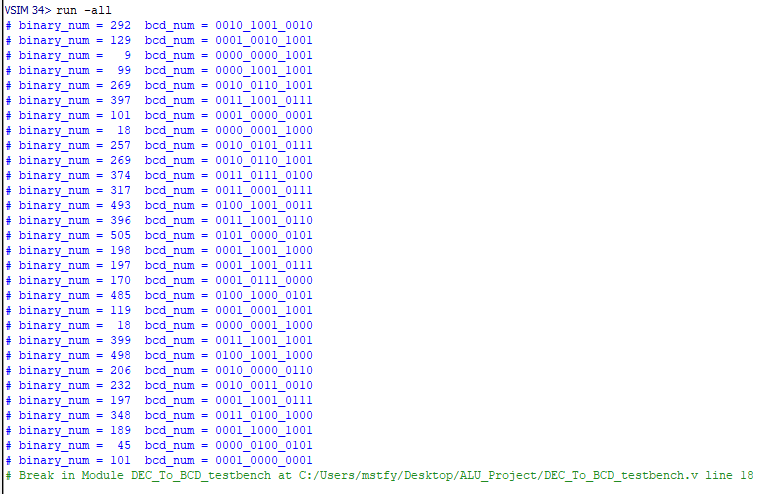 VSIM 34> run -all
# binary_num = 292  bcd_num = 0010_1001_0010
# binary_num = 129  bcd_num = 0001_0010_1001
# binary_num =   9  bcd_num = 0000_0000_1001
# binary_num =  99  bcd_num = 0000_1001_1001
# binary_num = 269  bcd_num = 0010_0110_1001
# binary_num = 397  bcd_num = 0011_1001_0111
# binary_num = 101  bcd_num = 0001_0000_0001
# binary_num =  18  bcd_num = 0000_0001_1000
# binary_num = 257  bcd_num = 0010_0101_0111
# binary_num = 269  bcd_num = 0010_0110_1001
# binary_num = 374  bcd_num = 0011_0111_0100
# binary_num = 317  bcd_num = 0011_0001_0111
# binary_num = 493  bcd_num = 0100_1001_0011
# binary_num = 396  bcd_num = 0011_1001_0110
# binary_num = 505  bcd_num = 0101_0000_0101
# binary_num = 198  bcd_num = 0001_1001_1000
# binary_num = 197  bcd_num = 0001_1001_0111
# binary_num = 170  bcd_num = 0001_0111_0000
# binary_num = 485  bcd_num = 0100_1000_0101
# binary_num = 119  bcd_num = 0001_0001_1001
# binary_num =  18  bcd_num = 0000_0001_1000
# binary_num = 399  bcd_num = 0011_1001_1001
# binary_num = 498  bcd_num = 0100_1001_1000
# binary_num = 206  bcd_num = 0010_0000_0110
# binary_num = 232  bcd_num = 0010_0011_0010
# binary_num = 197  bcd_num = 0001_1001_0111
# binary_num = 348  bcd_num = 0011_0100_1000
# binary_num = 189  bcd_num = 0001_1000_1001
# binary_num =  45  bcd_num = 0000_0100_0101
# binary_num = 101  bcd_num = 0001_0000_0001
# Break in Module DEC_To_BCD_testbench at C:/Users/mstfy/Desktop/ALU_Project/DEC_To_BCD_testbench.v line 18